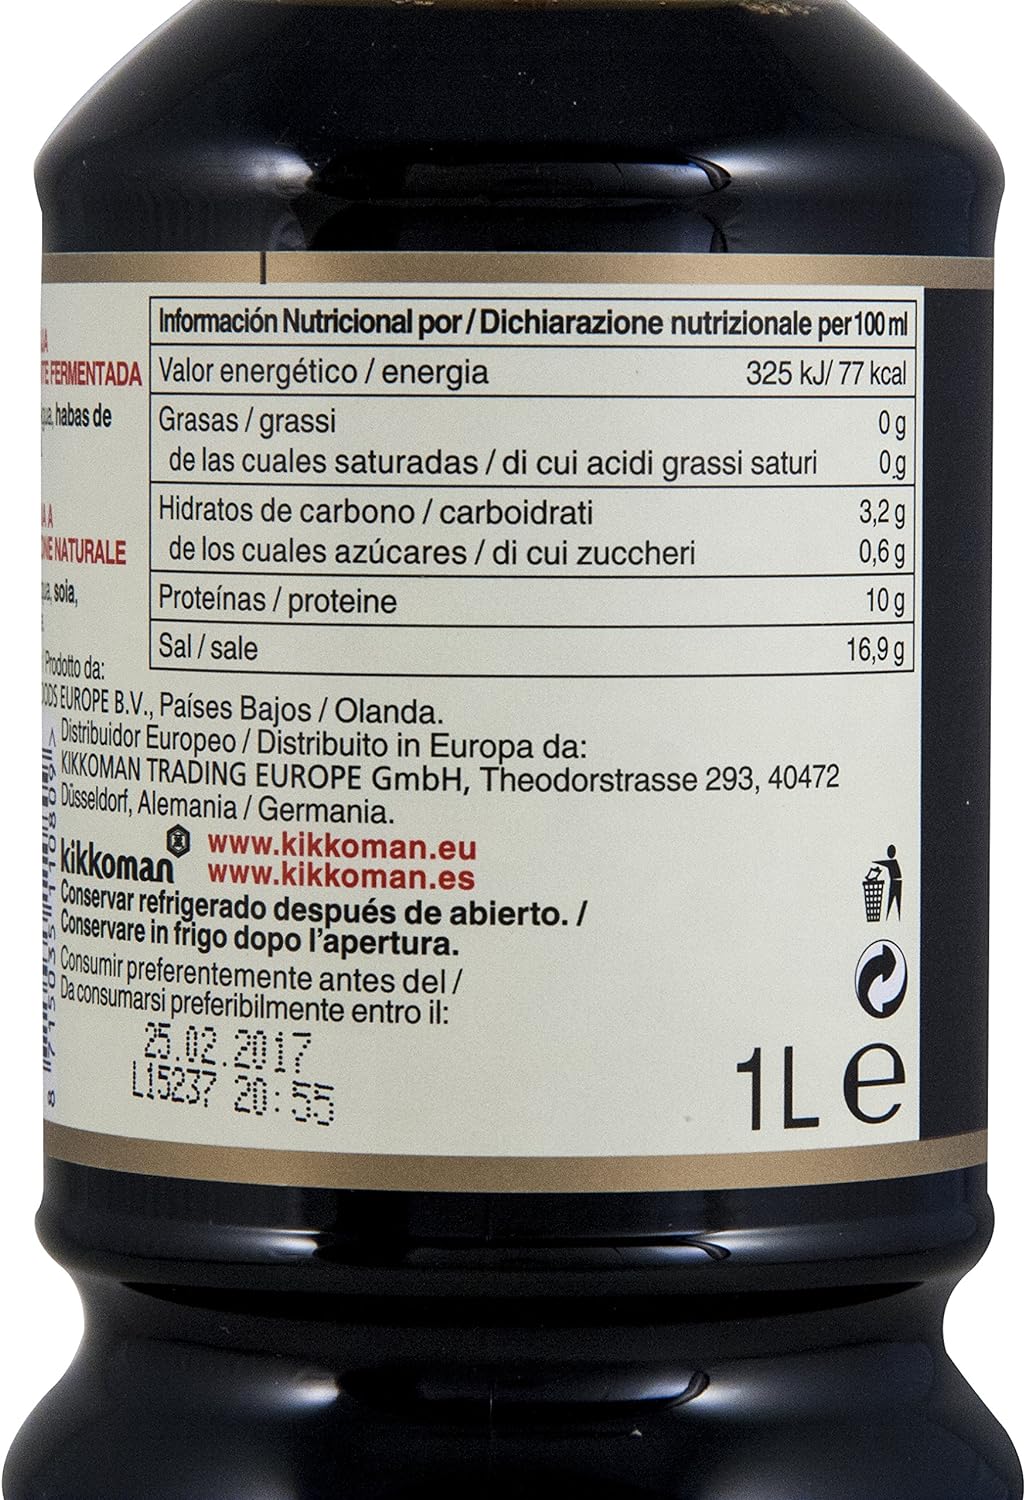 Información Nutricional por / Dichiarazione nutrizionale per 100 ml
Valor energético / energia 325 kJ/ 77 kcal
Grasas / grassi 0 g
de las cuales saturadas / di cui acidi grassi saturi 0 g
Hidratos de carbono / carboidrati 3,2 g
de los cuales azúcares / di cui zuccheri 0,6 g
Proteínas / proteine 10 g
Sal / sale 16,9 g
FERMENTADA
habas de
NATURALE
soia,
Prodotto da:
EUROPE B.V., Países Bajos / Olanda.
Distribuidor Europeo / Distribuito in Europa da:
KIKKOMAN TRADING EUROPE GmbH, Theodorstrasse 293, 40472
Düsseldorf, Alemania / Germania.
kikkoman www.kikkoman.eu
www.kikkoman.es
Conservar refrigerado después de abierto. /
Conservare in frigo dopo l'apertura.
Consumir preferentemente antes del /
Da consumarsi preferibilmente entro il:
25.02.2017
L15237 20:55
1L e
8 715035 110809 >